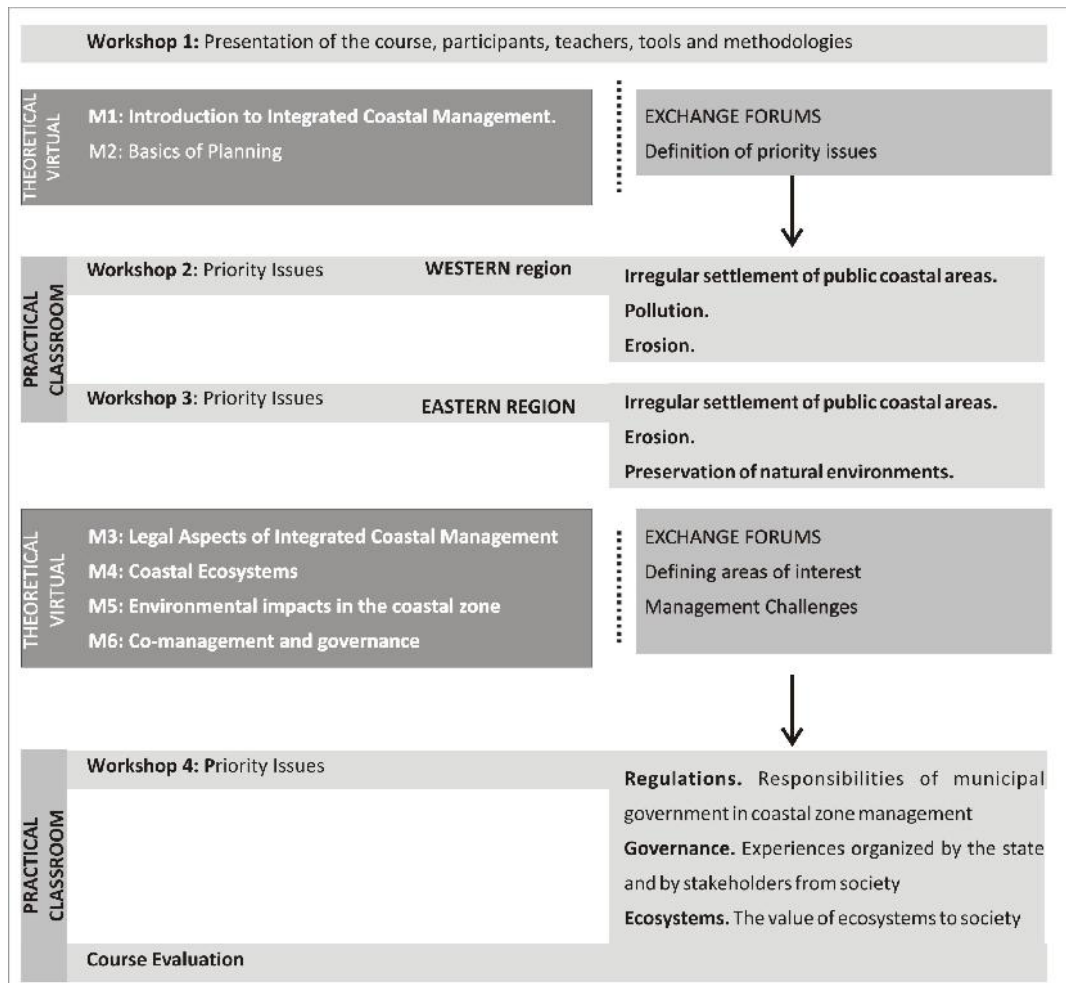 Workshop 1: Presentation of the course, participants, teachers, tools and methodologies
THEORETICAL
VIRTUAL
M1: Introduction to Integrated Coastal Management.
M2: Basics of Planning
EXCHANGE FORUMS
Definition of priority issues
PRACTICAL
CLASSROOM
Workshop 2: Priority Issues
WESTERN region
Irregular settlement of public coastal areas.
Pollution.
Erosion.
Workshop 3: Priority Issues
EASTERN REGION
Irregular settlement of public coastal areas.
Erosion.
Preservation of natural environments.
THEORETICAL
VIRTUAL
M3: Legal Aspects of Integrated Coastal Management
M4: Coastal Ecosystems
M5: Environmental impacts in the coastal zone
M6: Co-management and governance
EXCHANGE FORUMS
Defining areas of interest
Management Challenges
PRACTICAL
CLASSROOM
Workshop 4: Priority Issues
Regulations. Responsibilities of municipal
government in coastal zone management
Governance. Experiences organized by the state
and by stakeholders from society
Ecosystems. The value of ecosystems to society
Course Evaluation